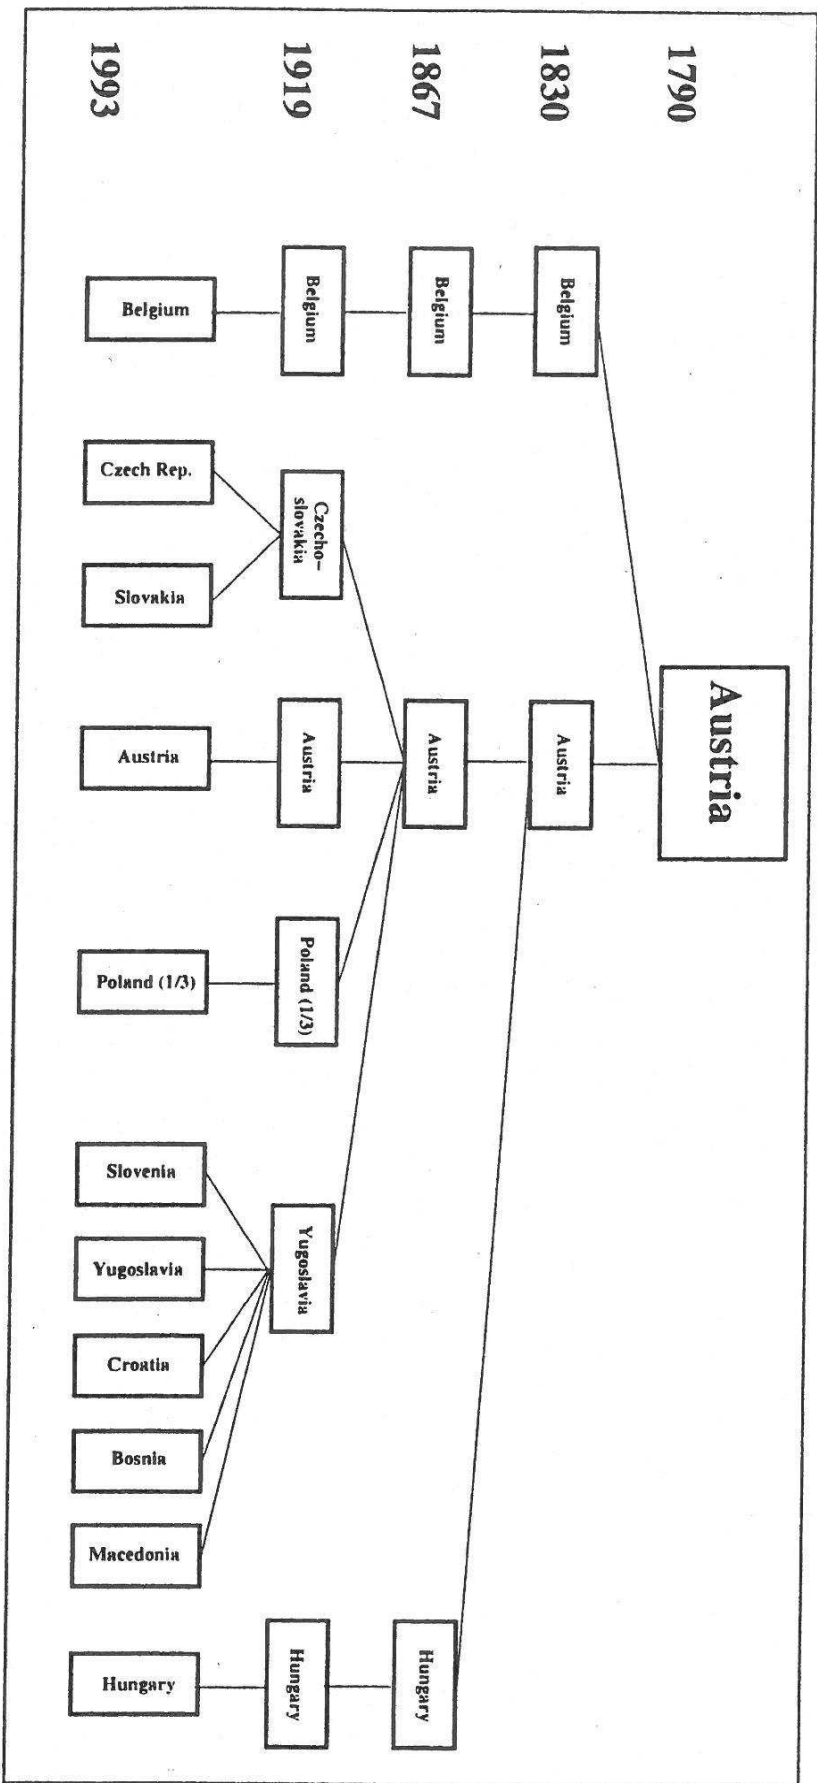 1790
Austria
1830
Belgium
Austria
1867
Belgium
Austria
Hungary
1919
Belgium
Czecho-
slovakia
Austria
Poland (1/3)
Yugoslavia
Hungary
1993
Belgium
Czech Rep.
Slovakia
Austria
Poland (1/3)
Slovenia
Yugoslavia
Croatia
Bosnia
Macedonia
Hungary